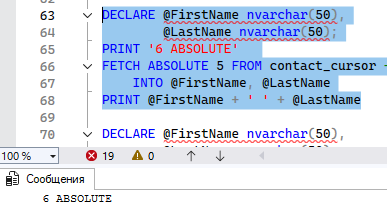 63 DECLARE @FirstName nvarchar(50),
64 @LastName nvarchar(50);
65 PRINT '6 ABSOLUTE'
66 FETCH ABSOLUTE 5 FROM contact_cursor
67 INTO @FirstName, @LastName
68 PRINT @FirstName + ' ' + @LastName
69
70 DECLARE @FirstName nvarchar(50),
100 %
19
0
Сообщения
6 ABSOLUTE